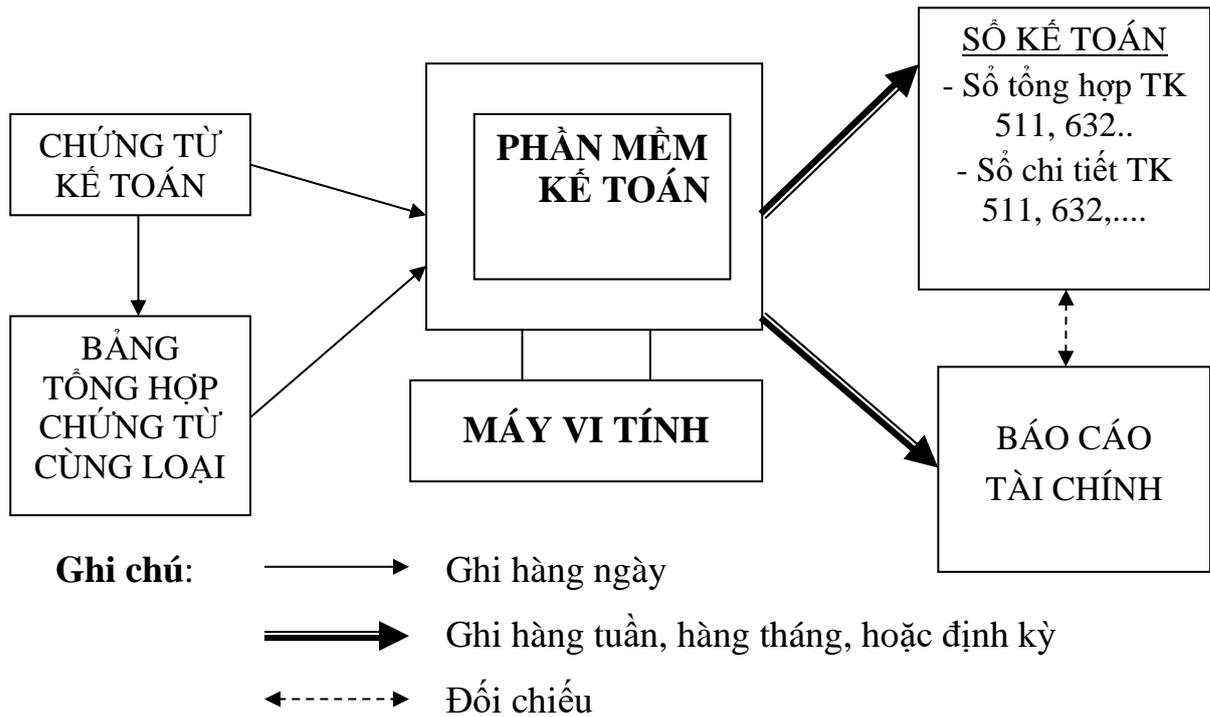 CHỨNG TỪ
KẾ TOÁN
BẢNG
TỔNG HỢP
CHỨNG TỪ
CÙNG LOẠI
PHẦN MỀM
KẾ TOÁN
MÁY VI TÍNH
SỔ KẾ TOÁN
- Sổ tổng hợp TK
511, 632..
- Sổ chi tiết TK
511, 632,....
BÁO CÁO
TÀI CHÍNH
Ghi chú:
Ghi hàng ngày
Ghi hàng tuần, hàng tháng, hoặc định kỳ
Đối chiếu